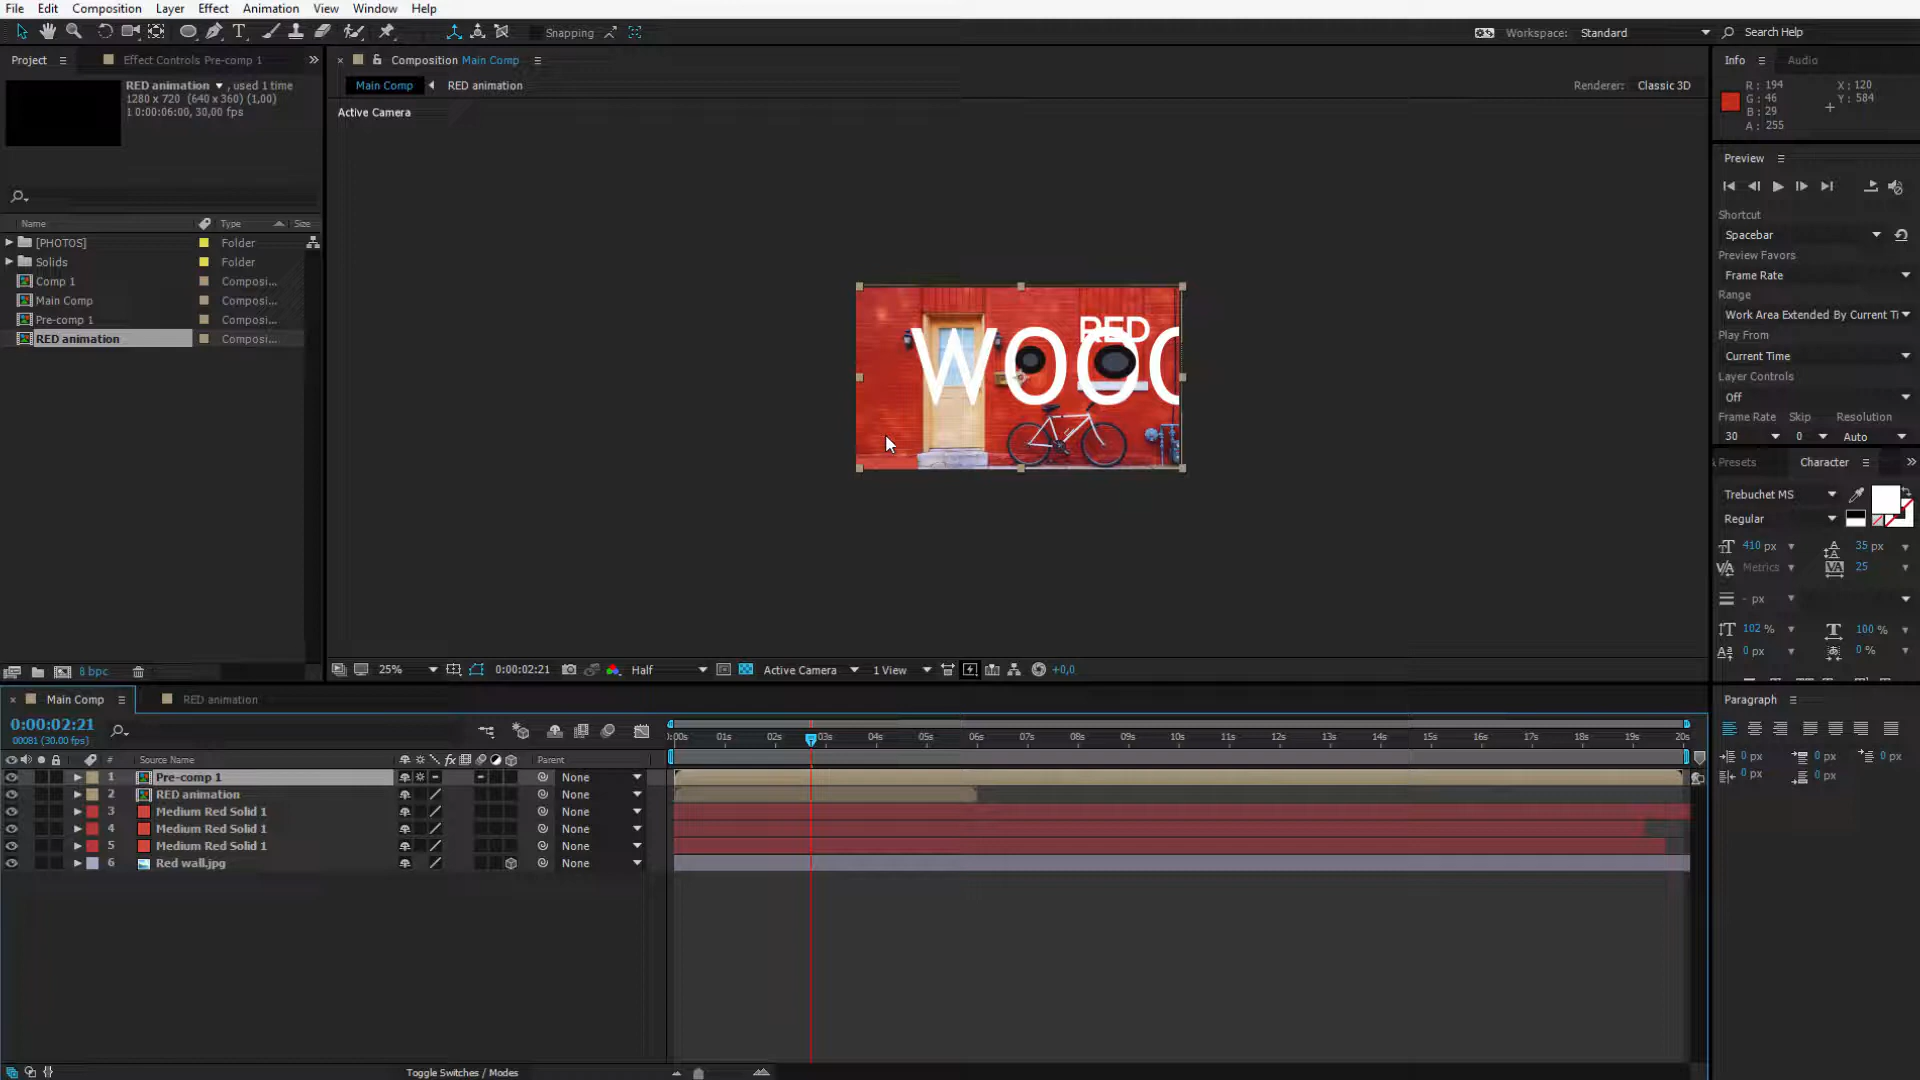 File Edit Composition Layer Effect Animation View Window Help
Snapping
Workspace: Standard
Search Help
Project
Effect Controls Pre-comp 1
Composition Main Comp
Info
Audio
RED animation , used 1 time
1280 x 720 (640 x 360) (1,00)
1 0:00:06:00, 30,00 fps
Main Comp
RED animation
Renderer: Classic 3D
Active Camera
R : 194
G : 46
B : 29
A : 255
X : 120
Y : 584
Preview
Shortcut
Spacebar
Preview Favors
Frame Rate
Range
Work Area Extended By Current Ti
Play From
Current Time
Layer Controls
Off
Frame Rate Skip Resolution
30 0 Auto
Name Type Size
[PHOTOS] Folder
Solids Folder
Comp 1 Composi...
Main Comp Composi...
Pre-comp 1 Composi...
RED animation Composi...
RED
WOOO
Presets
Character
Trebuchet MS
Regular
410 px
35 px
Metrics
25
- px
102 %
100 %
0 px
0 %
8 bpc
25%
0:00:02:21
Half
Active Camera
1 View
+0,0
Main Comp
RED animation
Paragraph
0:00:02:21
00081 (30.00 fps)
:00s 01s 02s 03s 04s 05s 06s 07s 08s 09s 10s 11s 12s 13s 14s 15s 16s 17s 18s 19s 20s
# Source Name fx Parent
1 Pre-comp 1 None
2 RED animation None
3 Medium Red Solid 1 None
4 Medium Red Solid 1 None
5 Medium Red Solid 1 None
6 Red wall.jpg None
0 px 0 px 0 px
0 px 0 px
Toggle Switches / Modes